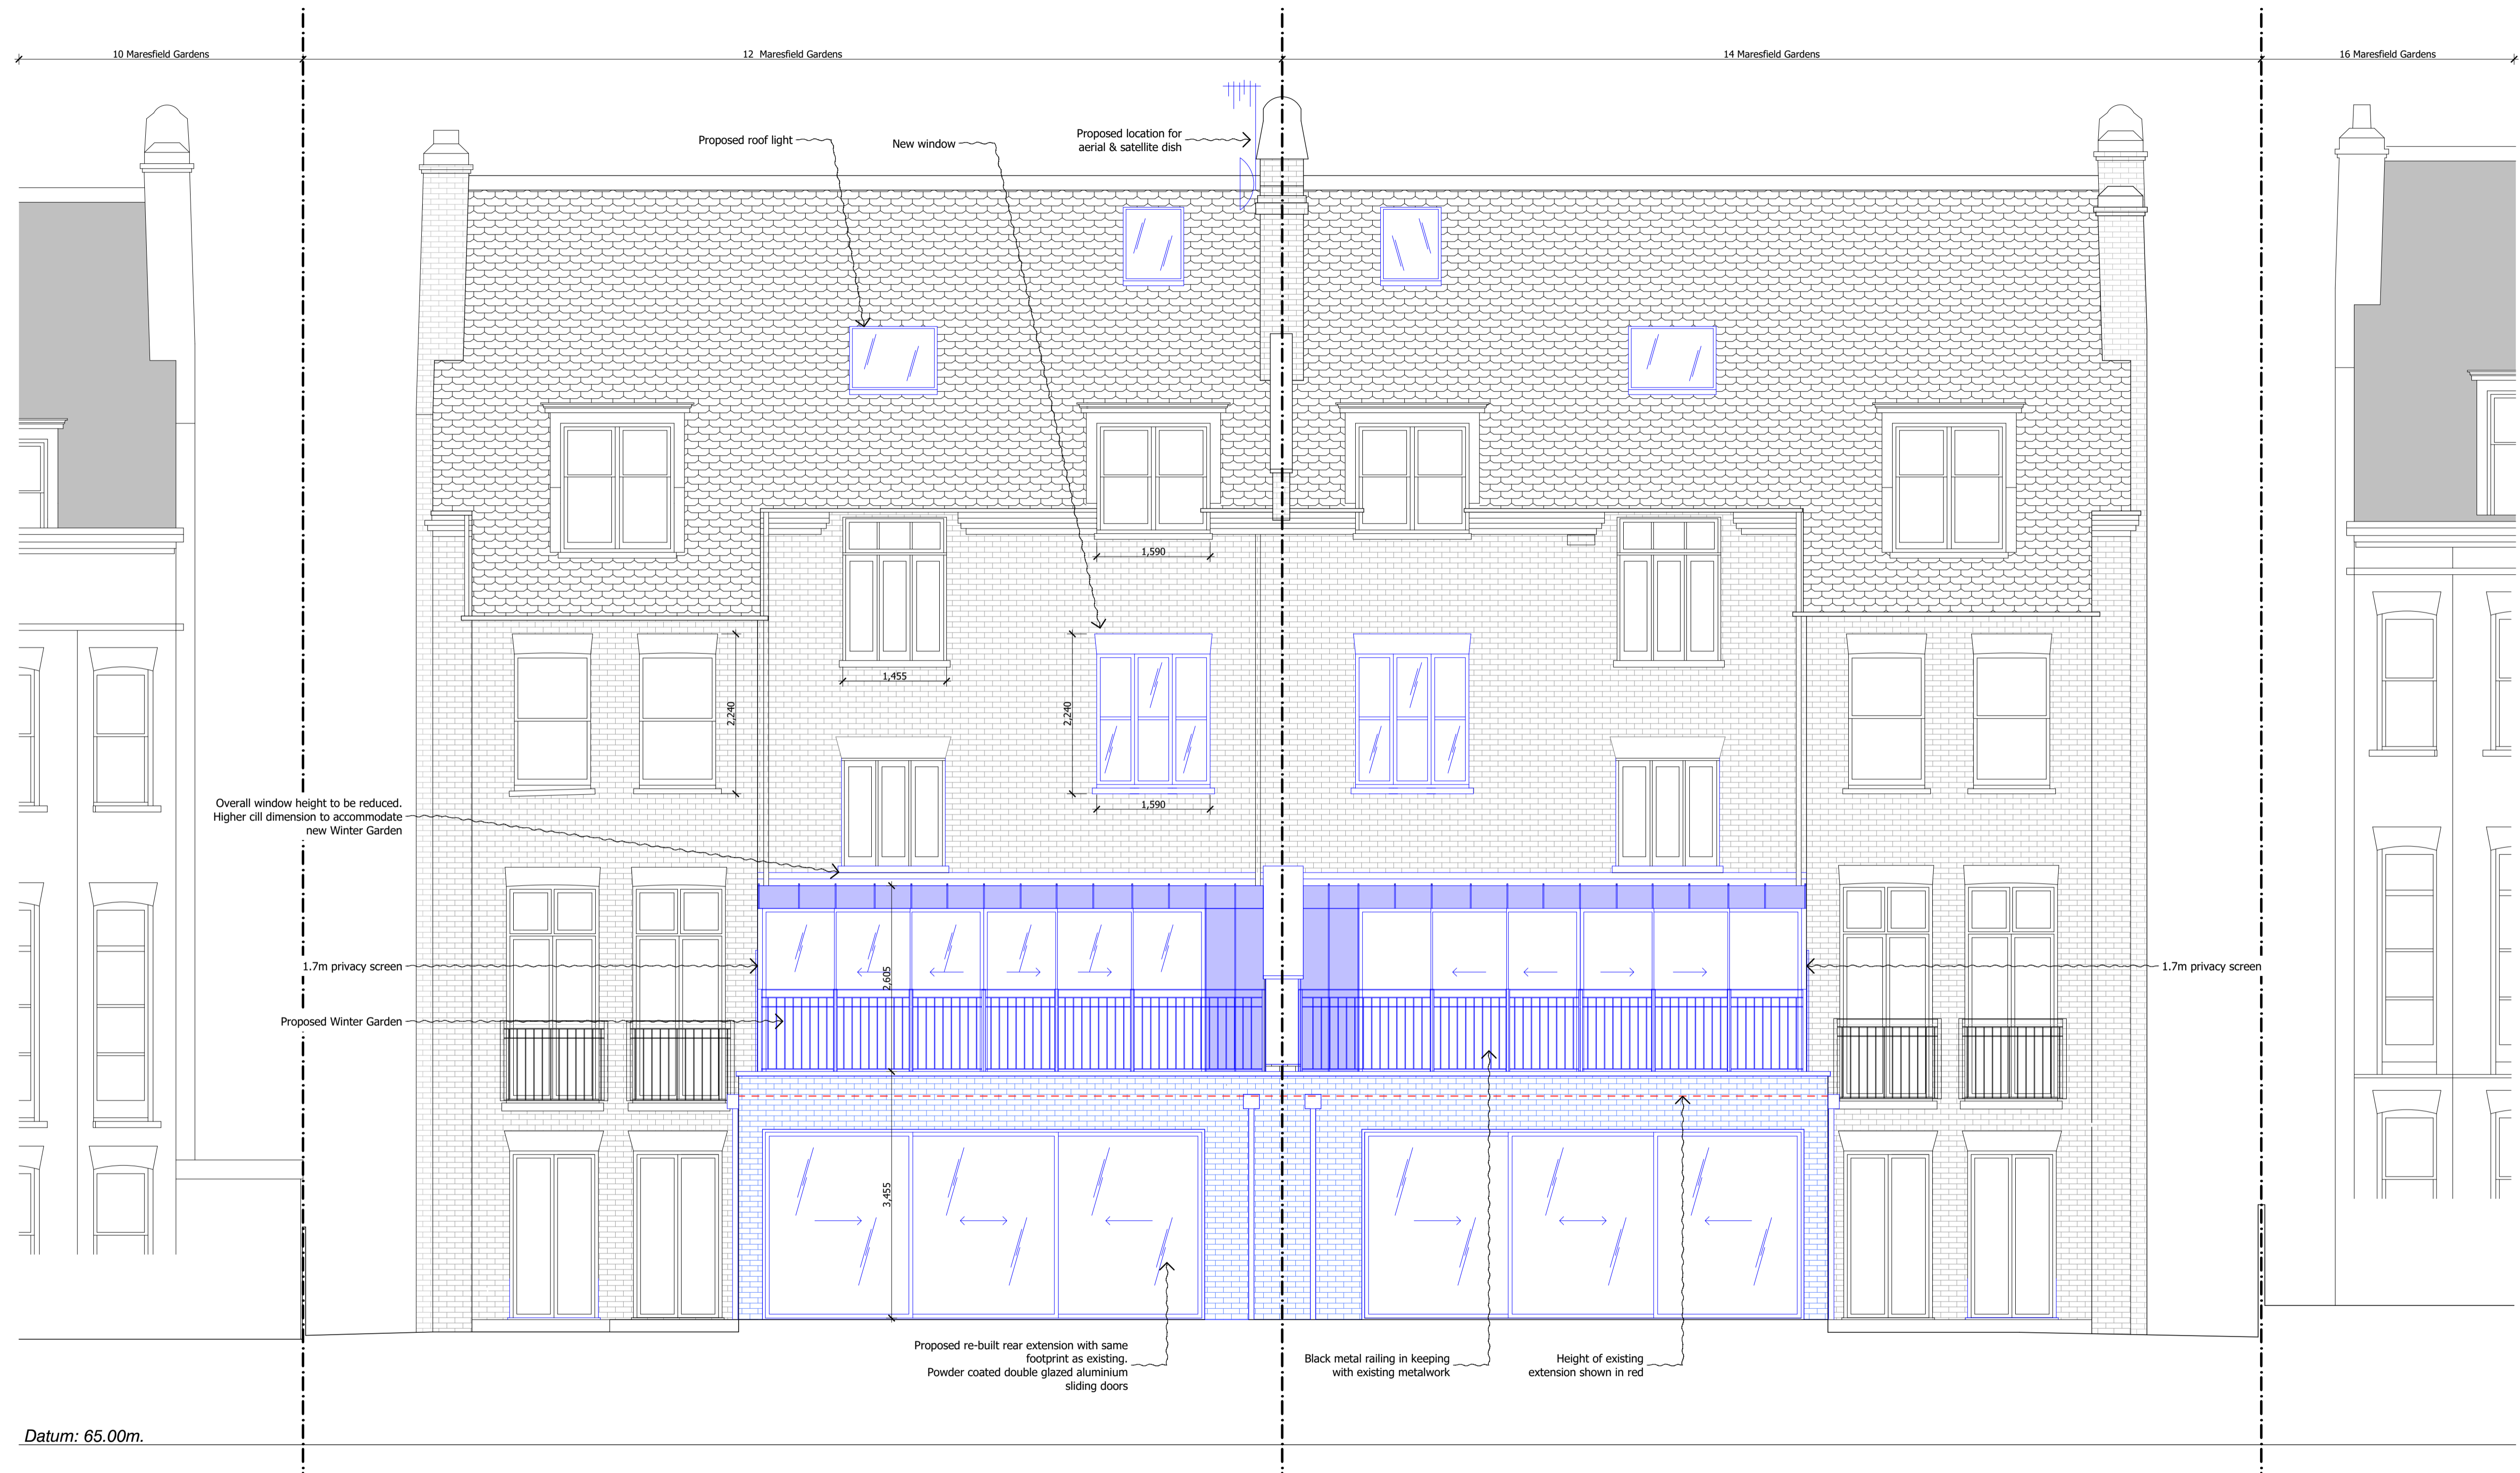 10 Maresfield Gardens
12 Maresfield Gardens
14 Maresfield Gardens
16 Maresfield Gardens
Proposed roof light
New window
Proposed location for
aerial & satellite dish
1,590
1,455
2,240
2,240
1,590
Overall window height to be reduced.
Higher cill dimension to accommodate
new Winter Garden
1.7m privacy screen
2,605
1.7m privacy screen
Proposed Winter Garden
3,455
Proposed re-built rear extension with same
footprint as existing.
Powder coated double glazed aluminium
sliding doors
Black metal railing in keeping
with existing metalwork
Height of existing
extension shown in red
Datum: 65.00m.